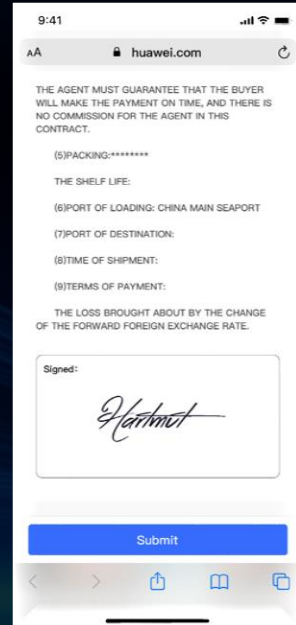 9:41
AA huawei.com
THE AGENT MUST GUARANTEE THAT THE BUYER
WILL MAKE THE PAYMENT ON TIME, AND THERE IS
NO COMMISSION FOR THE AGENT IN THIS
CONTRACT.
(5)PACKING:********
THE SHELF LIFE:
(6)PORT OF LOADING: CHINA MAIN SEAPORT
(7)PORT OF DESTINATION:
(8)TIME OF SHIPMENT:
(9)TERMS OF PAYMENT:
THE LOSS BROUGHT ABOUT BY THE CHANGE
OF THE FORWARD FOREIGN EXCHANGE RATE.
Signed:
Hartmut
Submit